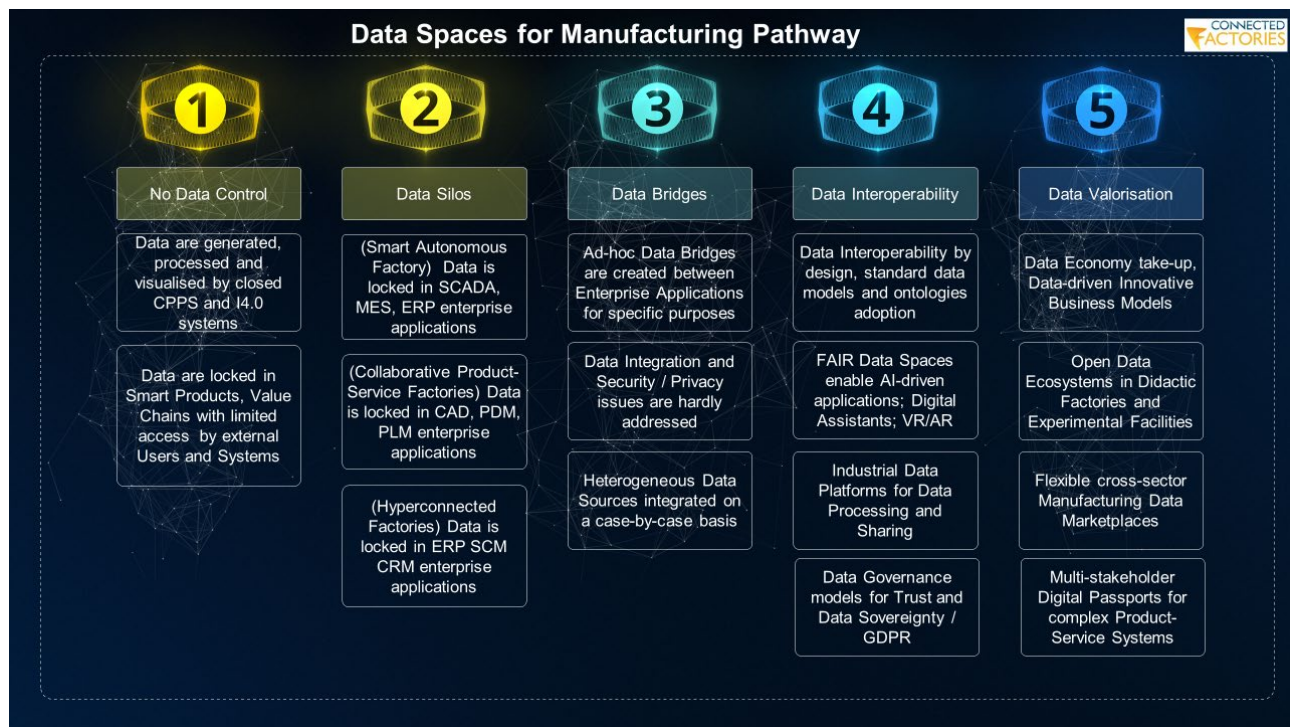 Data Spaces for Manufacturing Pathway
CONNECTED
FACTORIES
1
No Data Control
Data are generated,
processed and
visualised by closed
CPPS and I4.0
systems
Data are locked in
Smart Products, Value
Chains with limited
access by external
Users and Systems
2
Data Silos
(Smart Autonomous
Factory) Data is
locked in SCADA,
MES, ERP enterprise
applications
(Collaborative Product-
Service Factories) Data
is locked in CAD, PDM,
PLM enterprise
applications
(Hyperconnected
Factories) Data is
locked in ERP SCM
CRM enterprise
applications
3
Data Bridges
Ad-hoc Data Bridges
are created between
Enterprise Applications
for specific purposes
Data Integration and
Security / Privacy
issues are hardly
addressed
Heterogeneous Data
Sources integrated on
a case-by-case basis
4
Data Interoperability
Data Interoperability by
design, standard data
models and ontologies
adoption
FAIR Data Spaces
enable AI-driven
applications; Digital
Assistants; VR/AR
Industrial Data
Platforms for Data
Processing and
Sharing
Data Governance
models for Trust and
Data Sovereignty /
GDPR
5
Data Valorisation
Data Economy take-up,
Data-driven Innovative
Business Models
Open Data
Ecosystems in Didactic
Factories and
Experimental Facilities
Flexible cross-sector
Manufacturing Data
Marketplaces
Multi-stakeholder
Digital Passports for
complex Product-
Service Systems